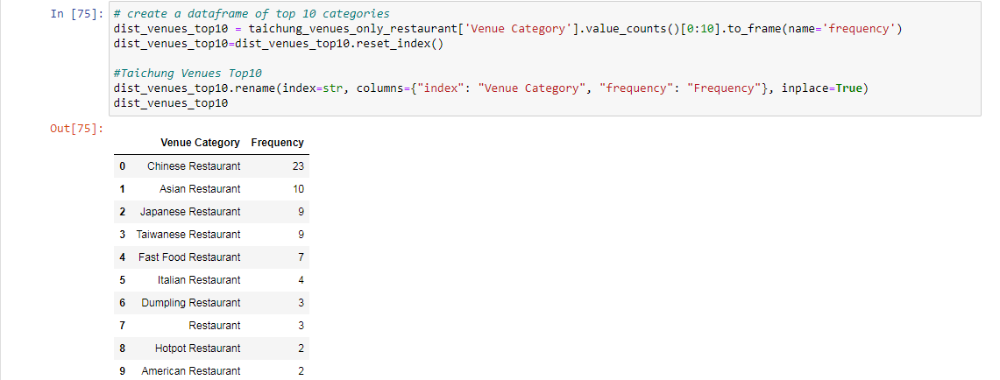 In [75]: # create a dataframe of top 10 categories
dist_venues_top10 = taichung_venues_only_restaurant['Venue Category'].value_counts()[0:10].to_frame(name='frequency')
dist_venues_top10=dist_venues_top10.reset_index()
#Taichung Venues Top10
dist_venues_top10.rename(index=str, columns={"index": "Venue Category", "frequency": "Frequency"}, inplace=True)
dist_venues_top10
Out[75]:
Venue Category Frequency
0 Chinese Restaurant 23
1 Asian Restaurant 10
2 Japanese Restaurant 9
3 Taiwanese Restaurant 9
4 Fast Food Restaurant 7
5 Italian Restaurant 4
6 Dumpling Restaurant 3
7 Restaurant 3
8 Hotpot Restaurant 2
9 American Restaurant 2